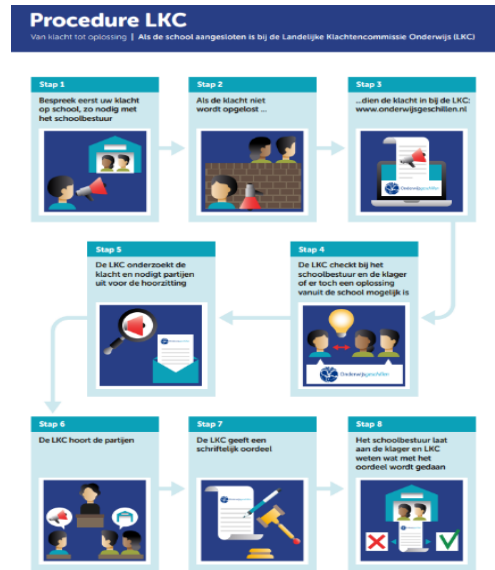 Procedure LKC
Van klacht tot oplossing | Als de school aangesloten is bij de Landelijke Klachtencommissie Onderwijs (LKC)
Stap 1
Bespreek eerst uw klacht
op school, zo nodig met
het schoolbestuur
Stap 2
Als de klacht niet
wordt opgelost ...
Stap 3
...dien de klacht in bij de LKC:
www.onderwijsgeschillen.nl
Onderwijsgeschillen
Stap 4
De LKC checkt bij het
schoolbestuur en de klager
of er toch een oplossing
vanuit de school mogelijk is
Onderwijsgeschillen
Stap 5
De LKC onderzoekt de
klacht en nodigt partijen
uit voor de hoorzitting
Stap 6
De LKC hoort de partijen
Stap 7
De LKC geeft een
schriftelijk oordeel
Stap 8
Het schoolbestuur laat
aan de klager en LKC
weten wat met het
oordeel wordt gedaan